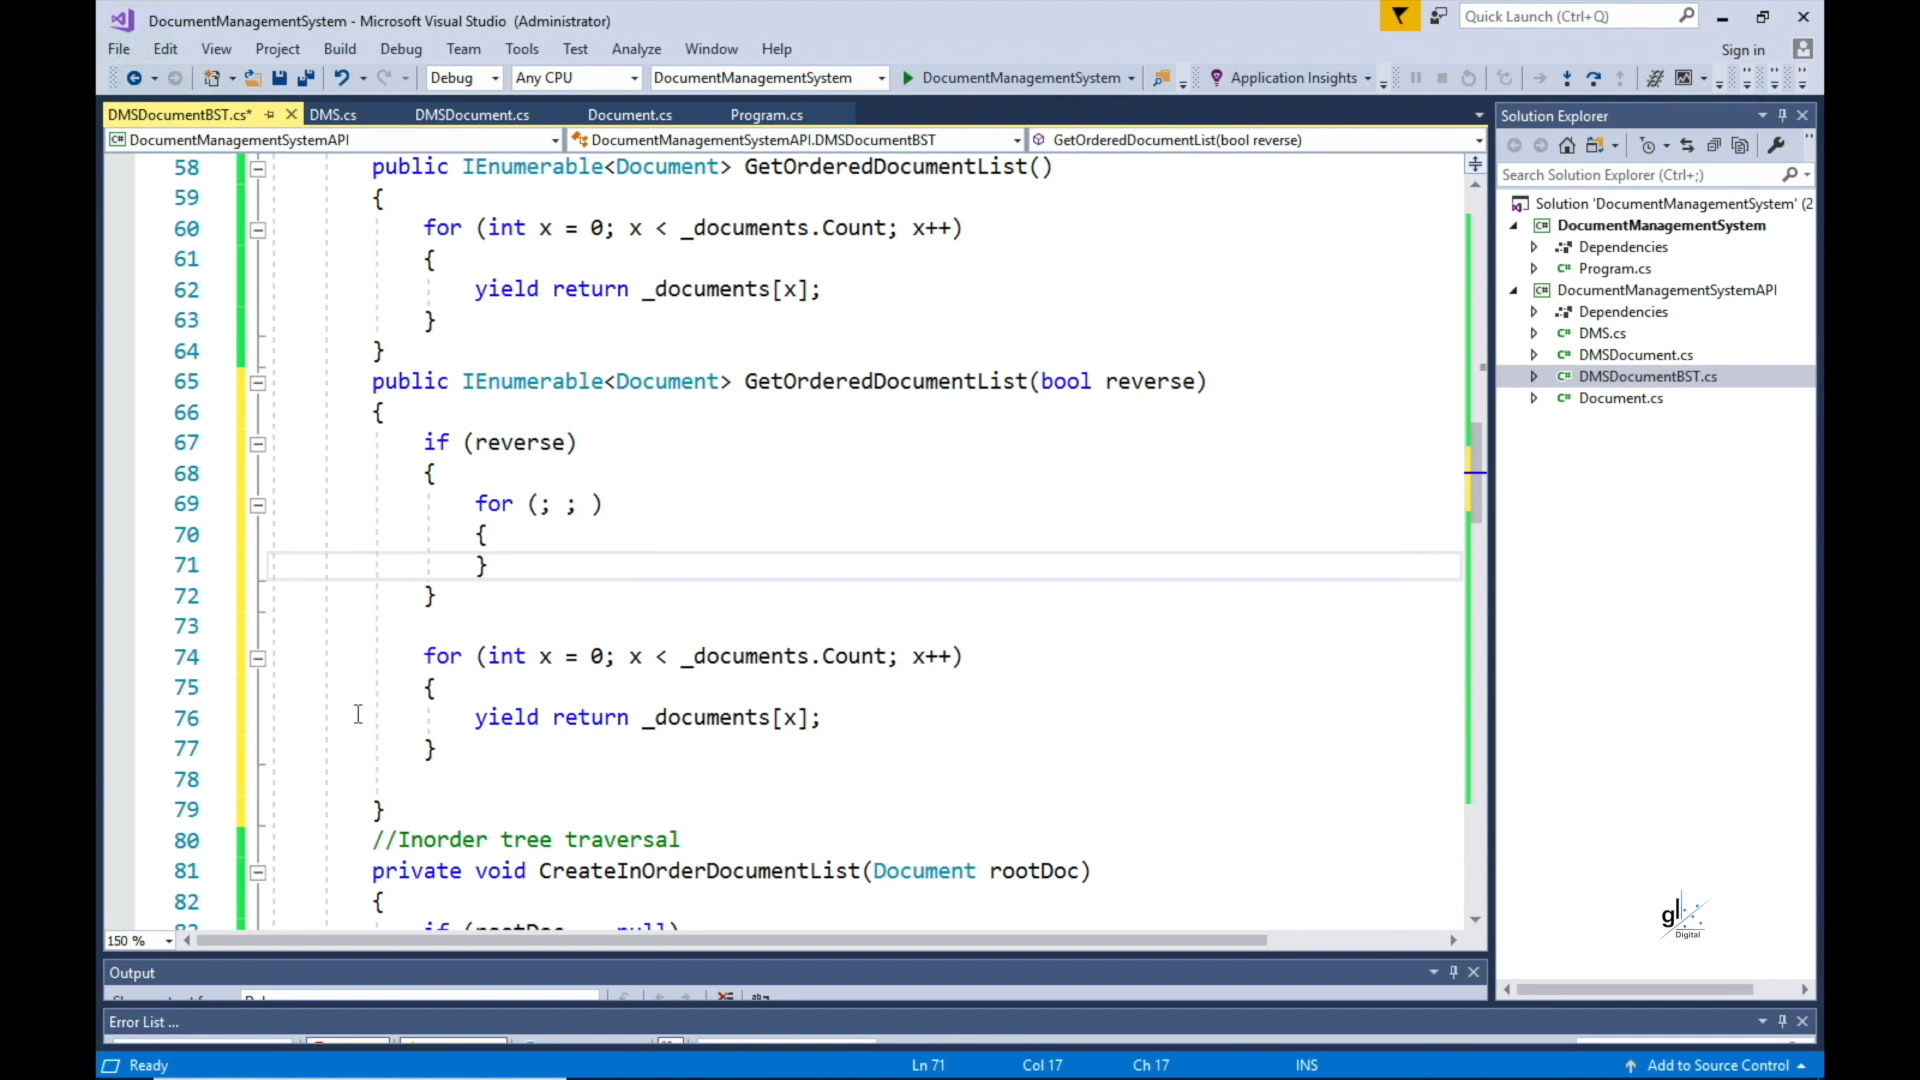 DocumentManagementSystem - Microsoft Visual Studio (Administrator)
Quick Launch (Ctrl+Q)
File Edit View Project Build Debug Team Tools Test Analyze Window Help
Sign in
Debug Any CPU DocumentManagementSystem DocumentManagementSystem Application Insights
DMSDocumentBST.cs* DMS.cs DMSDocument.cs Document.cs Program.cs
DocumentManagementSystemAPI DocumentManagementSystemAPI.DMSDocumentBST GetOrderedDocumentList(bool reverse)
58 public IEnumerable<Document> GetOrderedDocumentList()
59 {
60 for (int x = 0; x < _documents.Count; x++)
61 {
62 yield return _documents[x];
63 }
64 }
65 public IEnumerable<Document> GetOrderedDocumentList(bool reverse)
66 {
67 if (reverse)
68 {
69 for (; ; )
70 {
71 }
72 }
73
74 for (int x = 0; x < _documents.Count; x++)
75 {
76 yield return _documents[x];
77 }
78
79 }
80 //Inorder tree traversal
81 private void CreateInOrderDocumentList(Document rootDoc)
82 {
150 %
Output
Error List ...
Ready Ln 71 Col 17 Ch 17 INS Add to Source Control
Solution Explorer
Search Solution Explorer (Ctrl+;)
Solution 'DocumentManagementSystem' (2
DocumentManagementSystem
Dependencies
Program.cs
DocumentManagementSystemAPI
Dependencies
DMS.cs
DMSDocument.cs
DMSDocumentBST.cs
Document.cs
gl
Digital